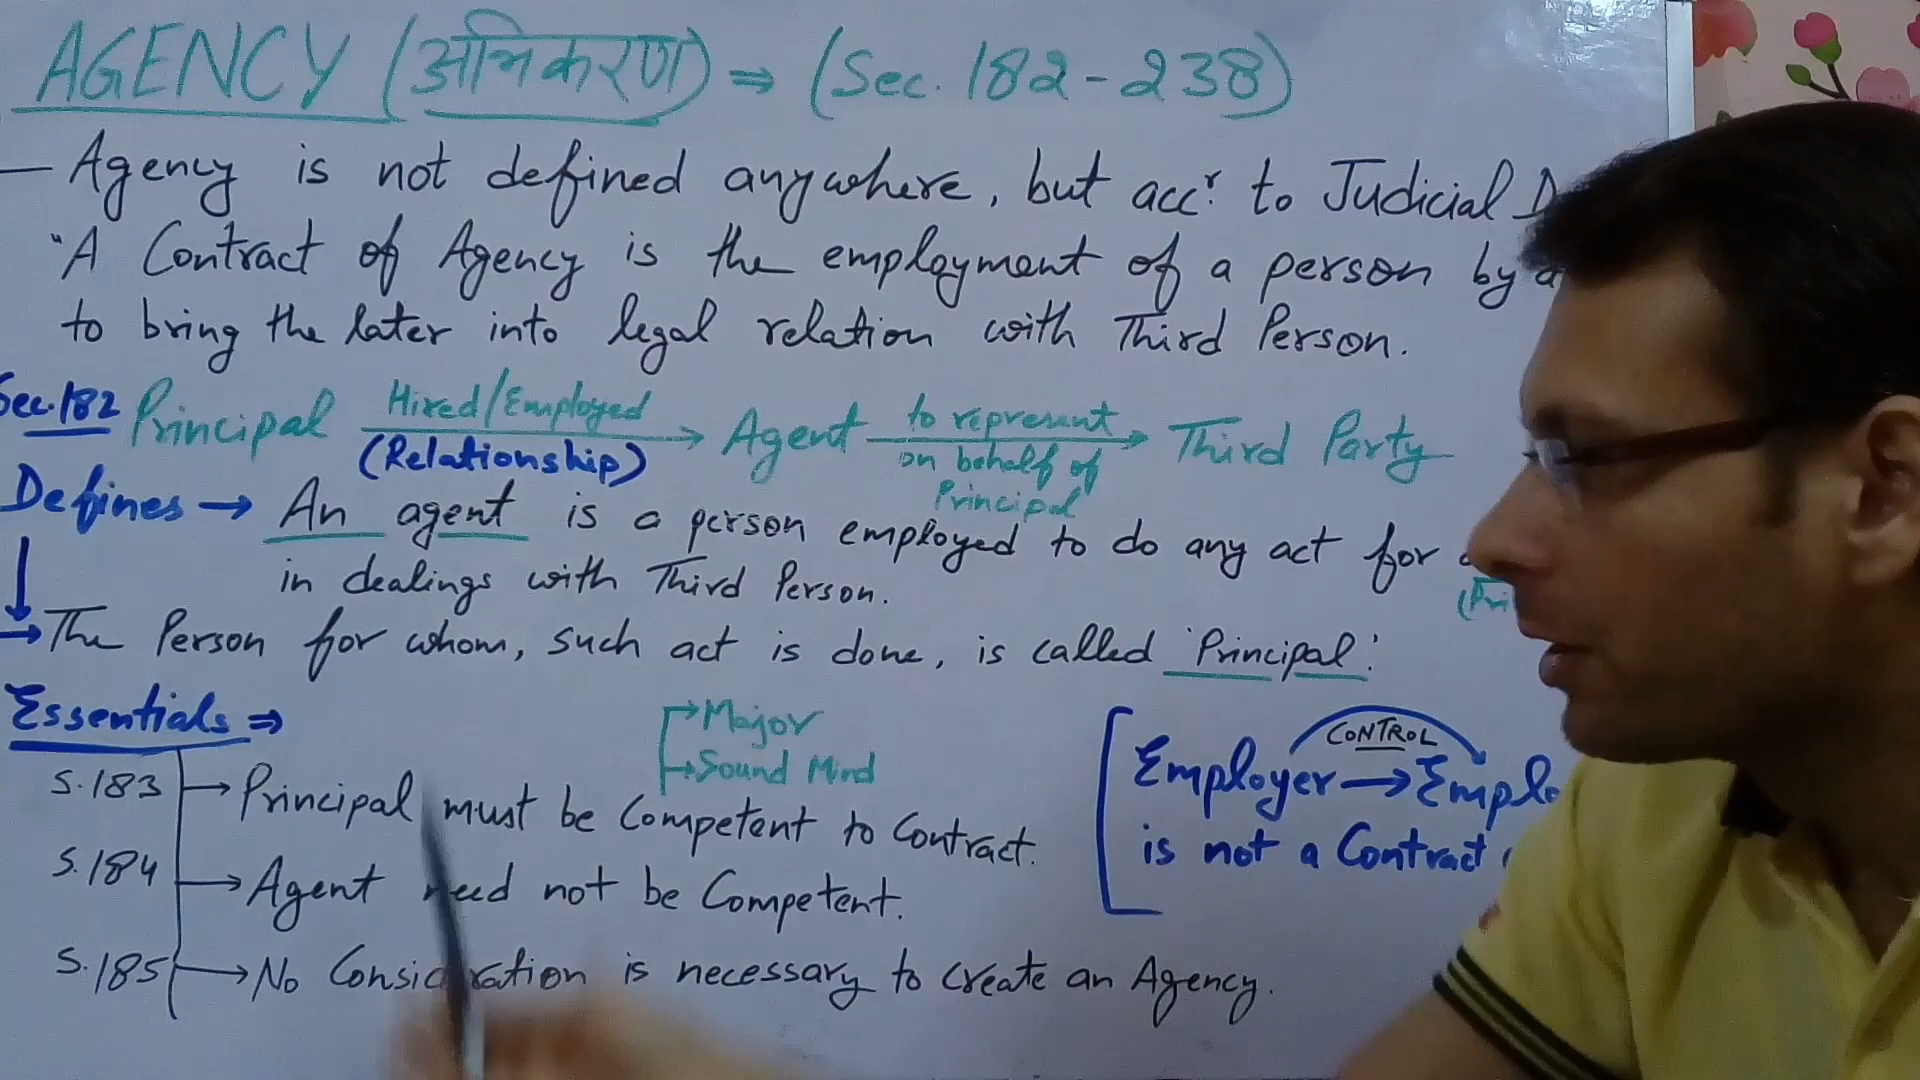 AGENCY (अभिकरण) ⇒ (Sec. 182 - 238)
— Agency is not defined anywhere, but accr. to Judicial
"A Contract of Agency is the employment of a person by a
to bring the later into legal relation with Third Person.
Sec. 182 Principal Hired/Employed (Relationship) → Agent to represent on behalf of Principal → Third Party
Defines → An agent is a person employed to do any act for
in dealings with Third Person.
→ The Person for whom, such act is done, is called 'Principal'.
Essentials ⇒
→ Major
→ Sound Mind
S. 183 → Principal must be Competent to Contract.
S. 184 → Agent need not be Competent.
S. 185 → No Consideration is necessary to create an Agency.
CONTROL
Employer →
is not a Contract